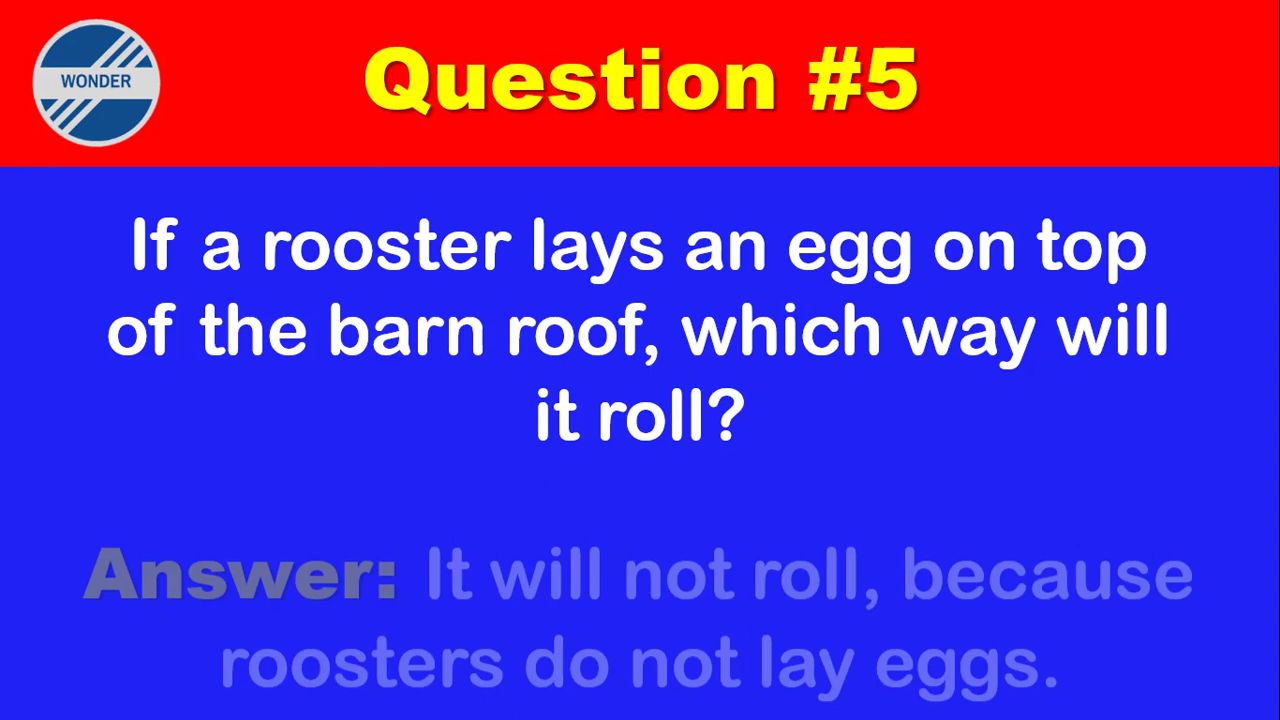 WONDER
Question #5
If a rooster lays an egg on top
of the barn roof, which way will
it roll?
Answer: It will not roll, because
roosters do not lay eggs.